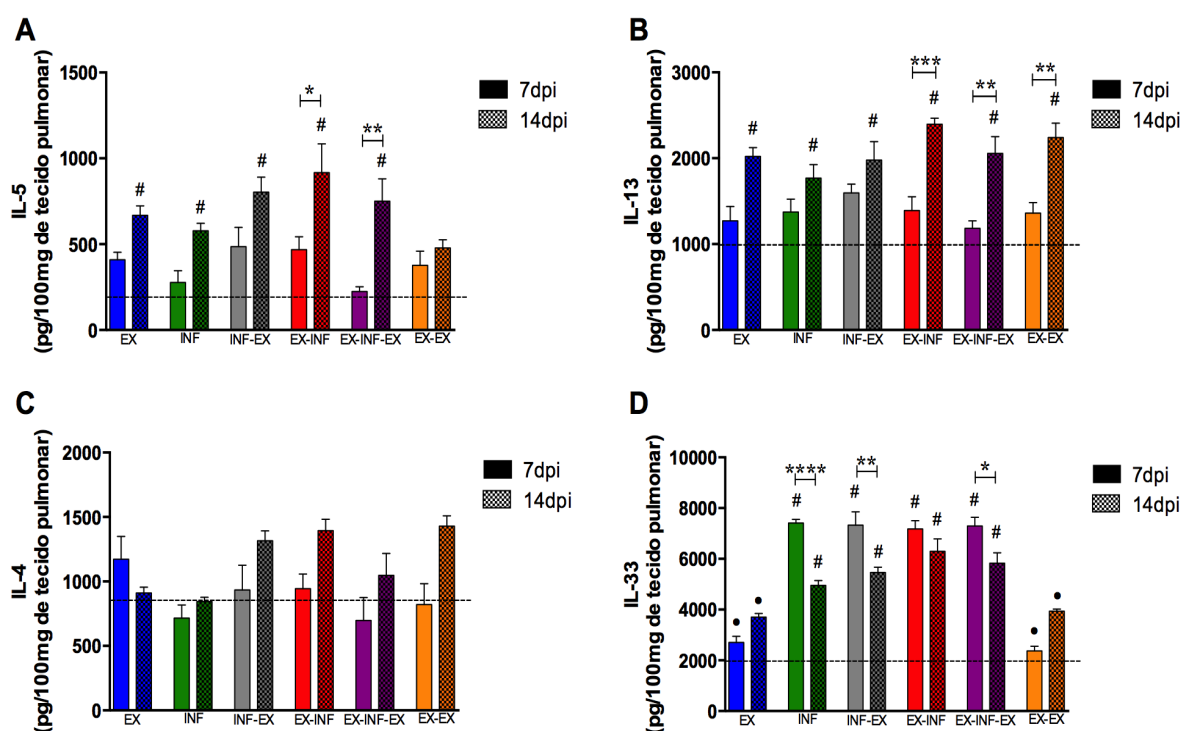 A
IL-5
(pg/100mg de tecido pulmonar)
1500
1000
500
0
*
#
**
#
#
#
#
7dpi
14dpi
EX
INF
INF-EX
EX-INF
EX-INF-EX
EX-EX
B
IL-13
(pg/100mg de tecido pulmonar)
3000
2000
1000
0
***
**
**
#
#
#
#
#
#
7dpi
14dpi
EX
INF
INF-EX
EX-INF
EX-INF-EX
EX-EX
C
IL-4
(pg/100mg de tecido pulmonar)
2000
1500
1000
500
0
7dpi
14dpi
EX
INF
INF-EX
EX-INF
EX-INF-EX
EX-EX
D
IL-33
(pg/100mg de tecido pulmonar)
10000
8000
6000
4000
2000
0
****
**
*
#
#
#
#
#
#
#
#
•
•
•
•
7dpi
14dpi
EX
INF
INF-EX
EX-INF
EX-INF-EX
EX-EX